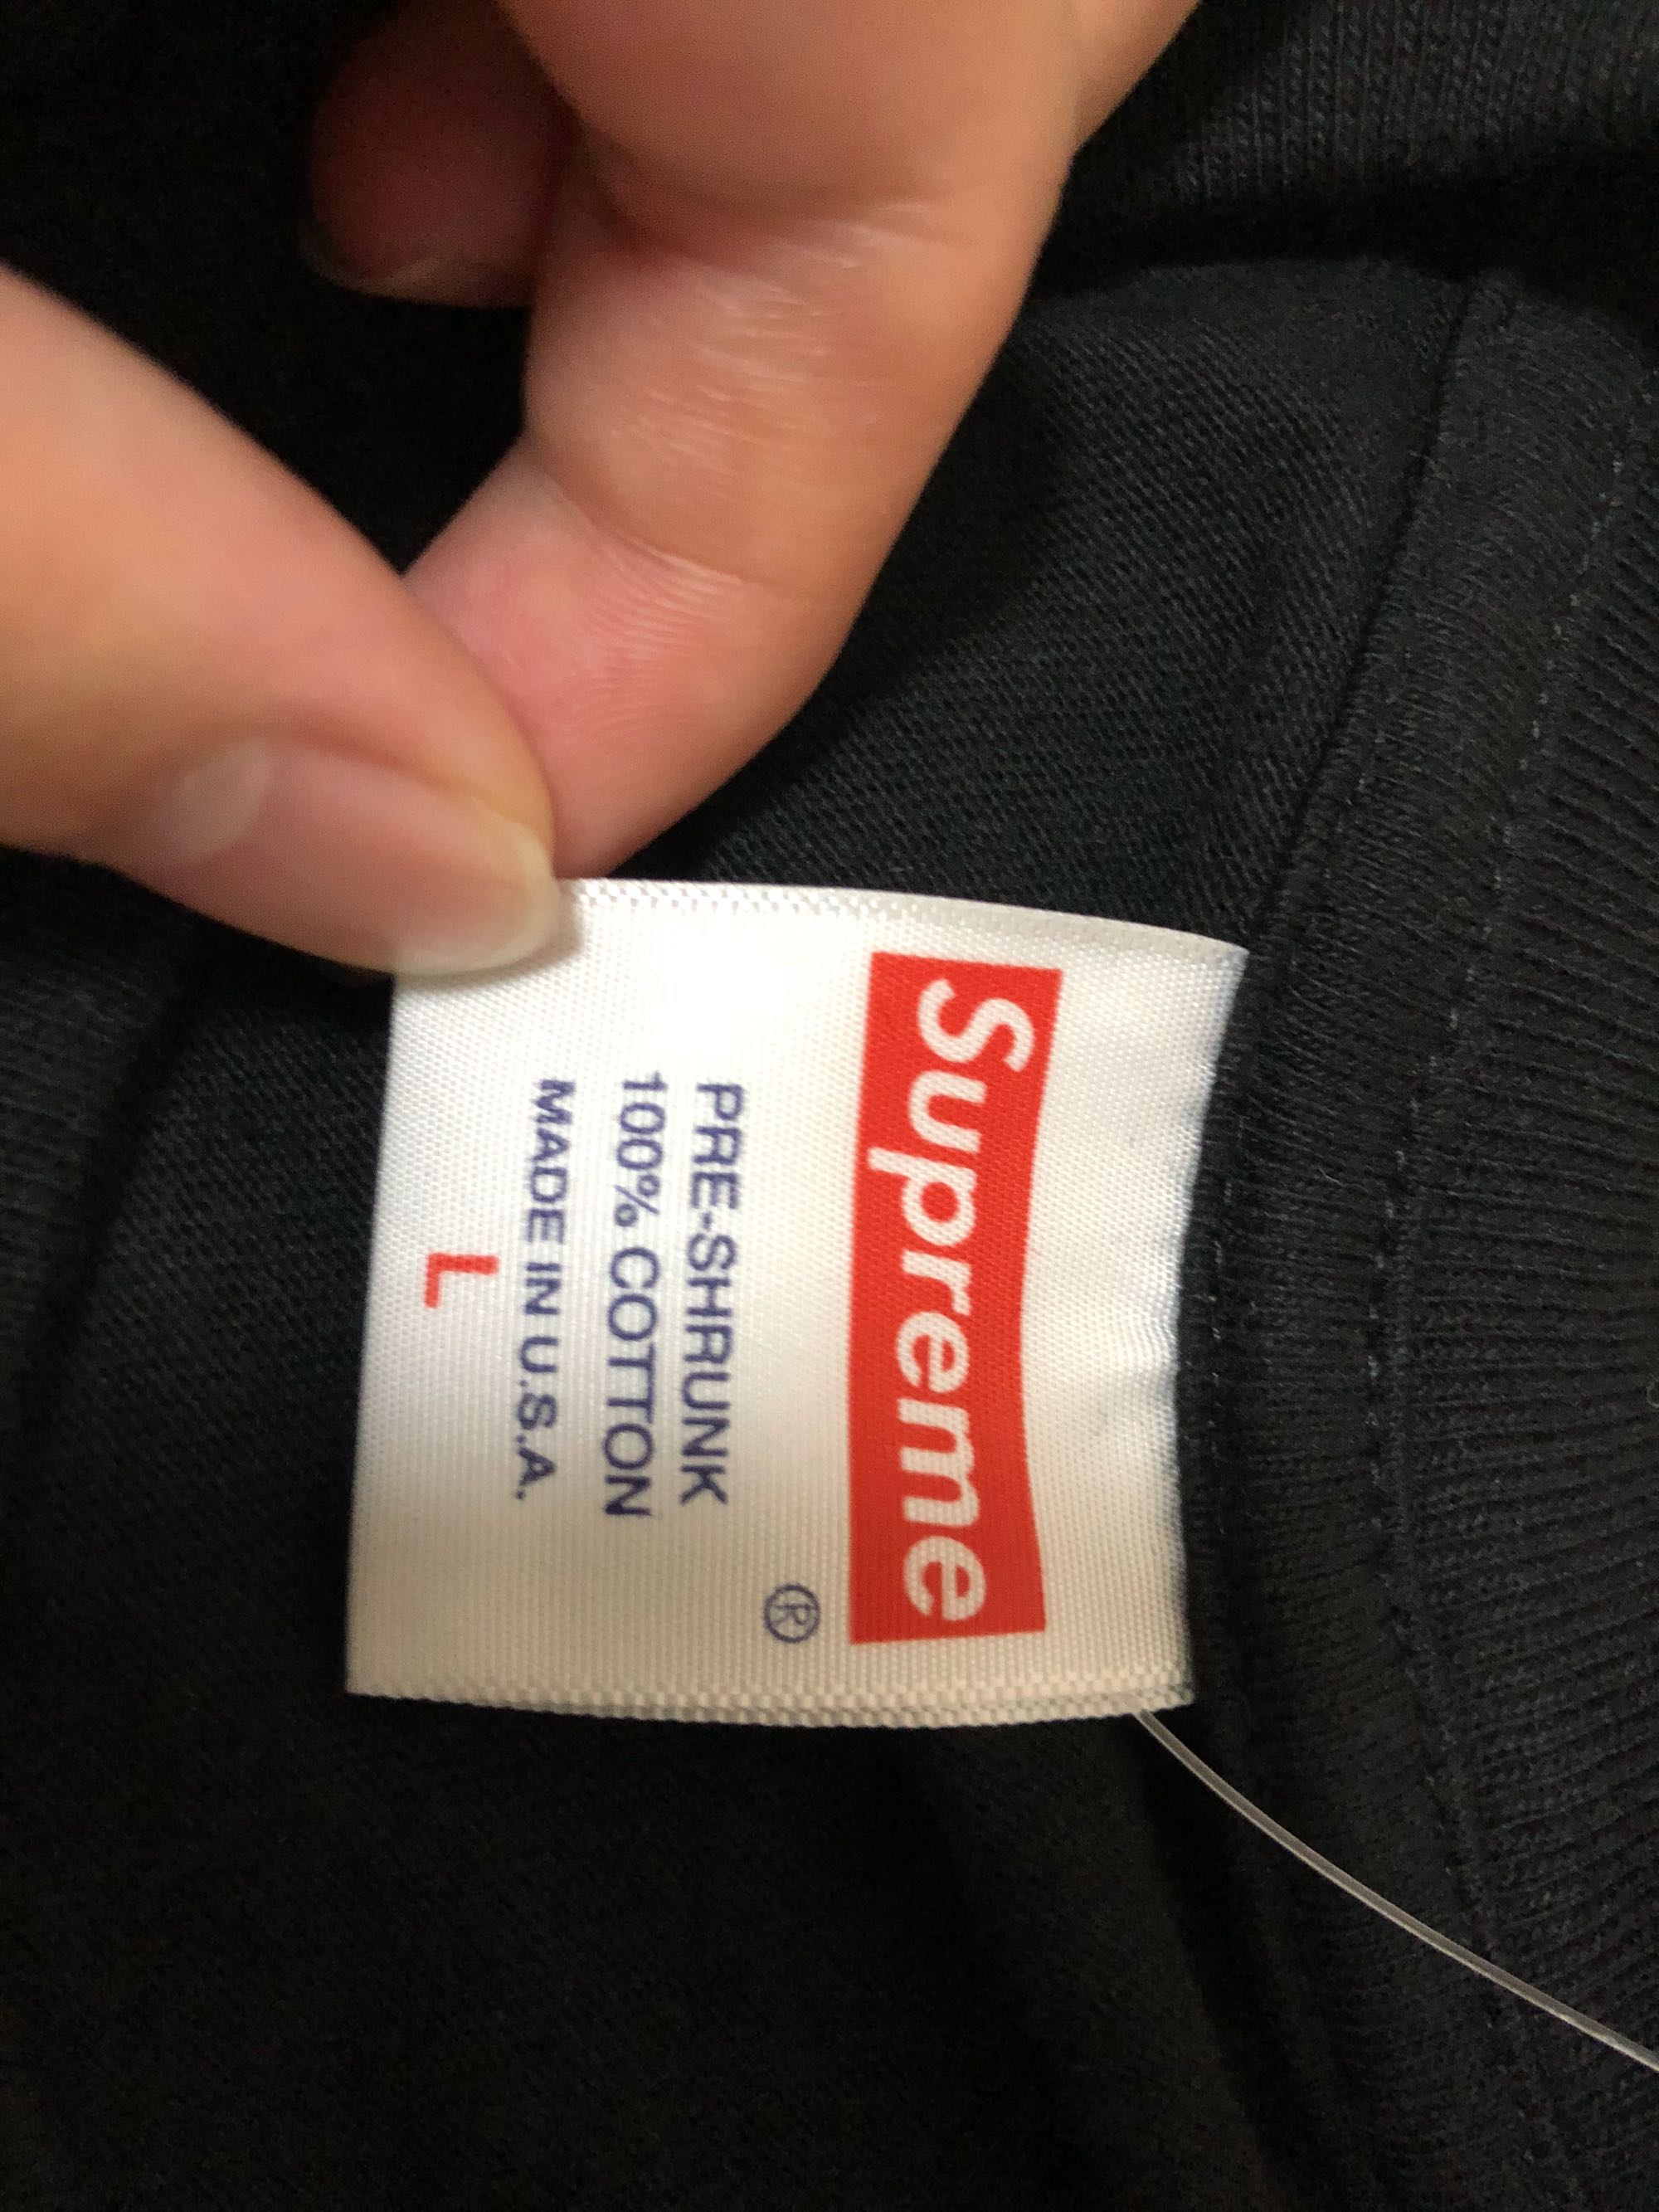 Supreme
®
PRE-SHRUNK
100% COTTON
MADE IN U.S.A.
L